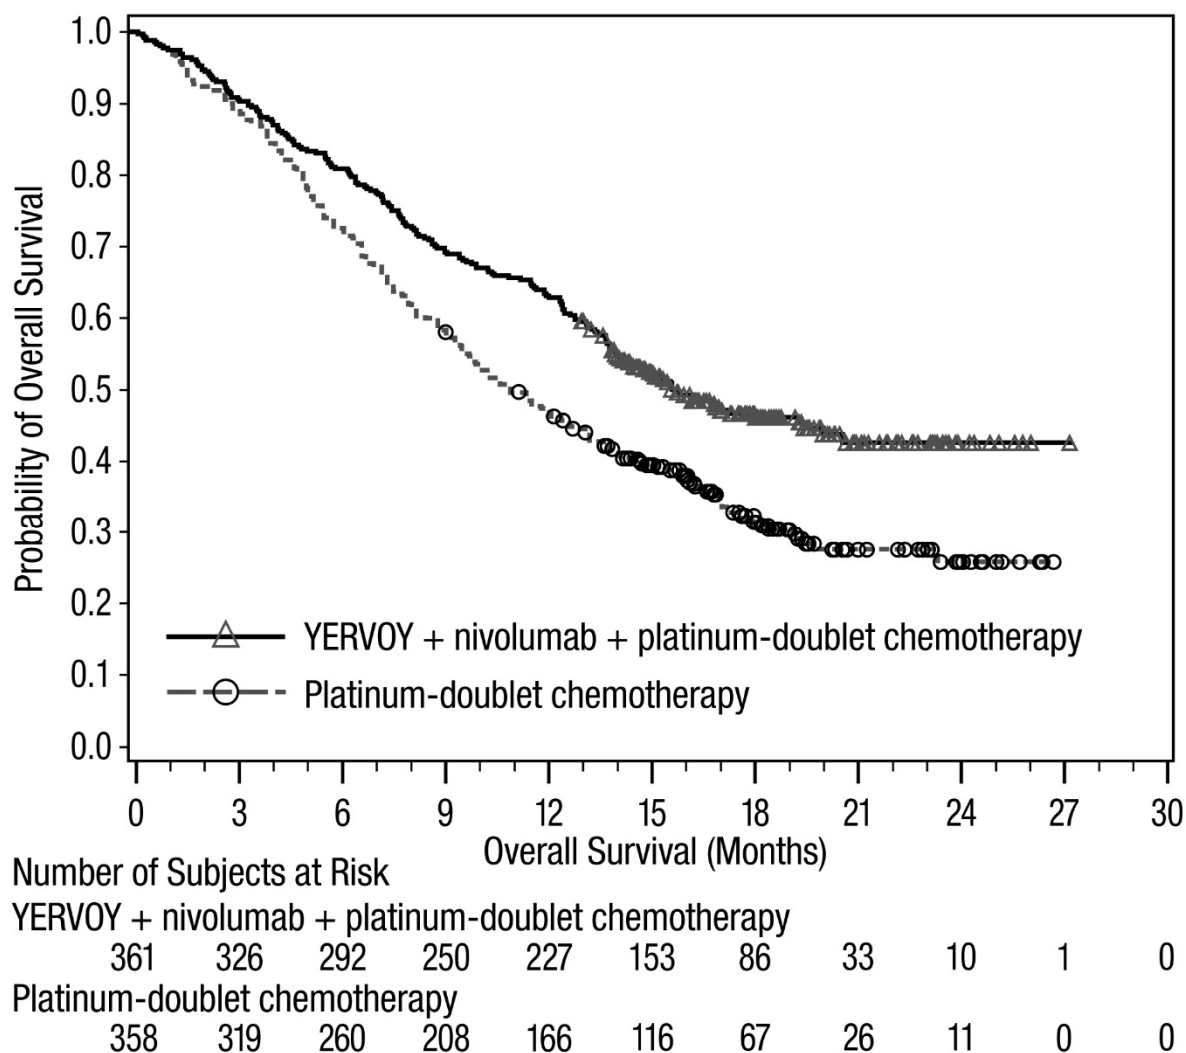 Probability of Overall Survival
1.0
0.9
0.8
0.7
0.6
0.5
0.4
0.3
0.2
0.1
0.0
YERVOY + nivolumab + platinum-doublet chemotherapy
Platinum-doublet chemotherapy
0 3 6 9 12 15 18 21 24 27 30
Overall Survival (Months)
Number of Subjects at Risk
YERVOY + nivolumab + platinum-doublet chemotherapy
361 326 292 250 227 153 86 33 10 1 0
Platinum-doublet chemotherapy
358 319 260 208 166 116 67 26 11 0 0